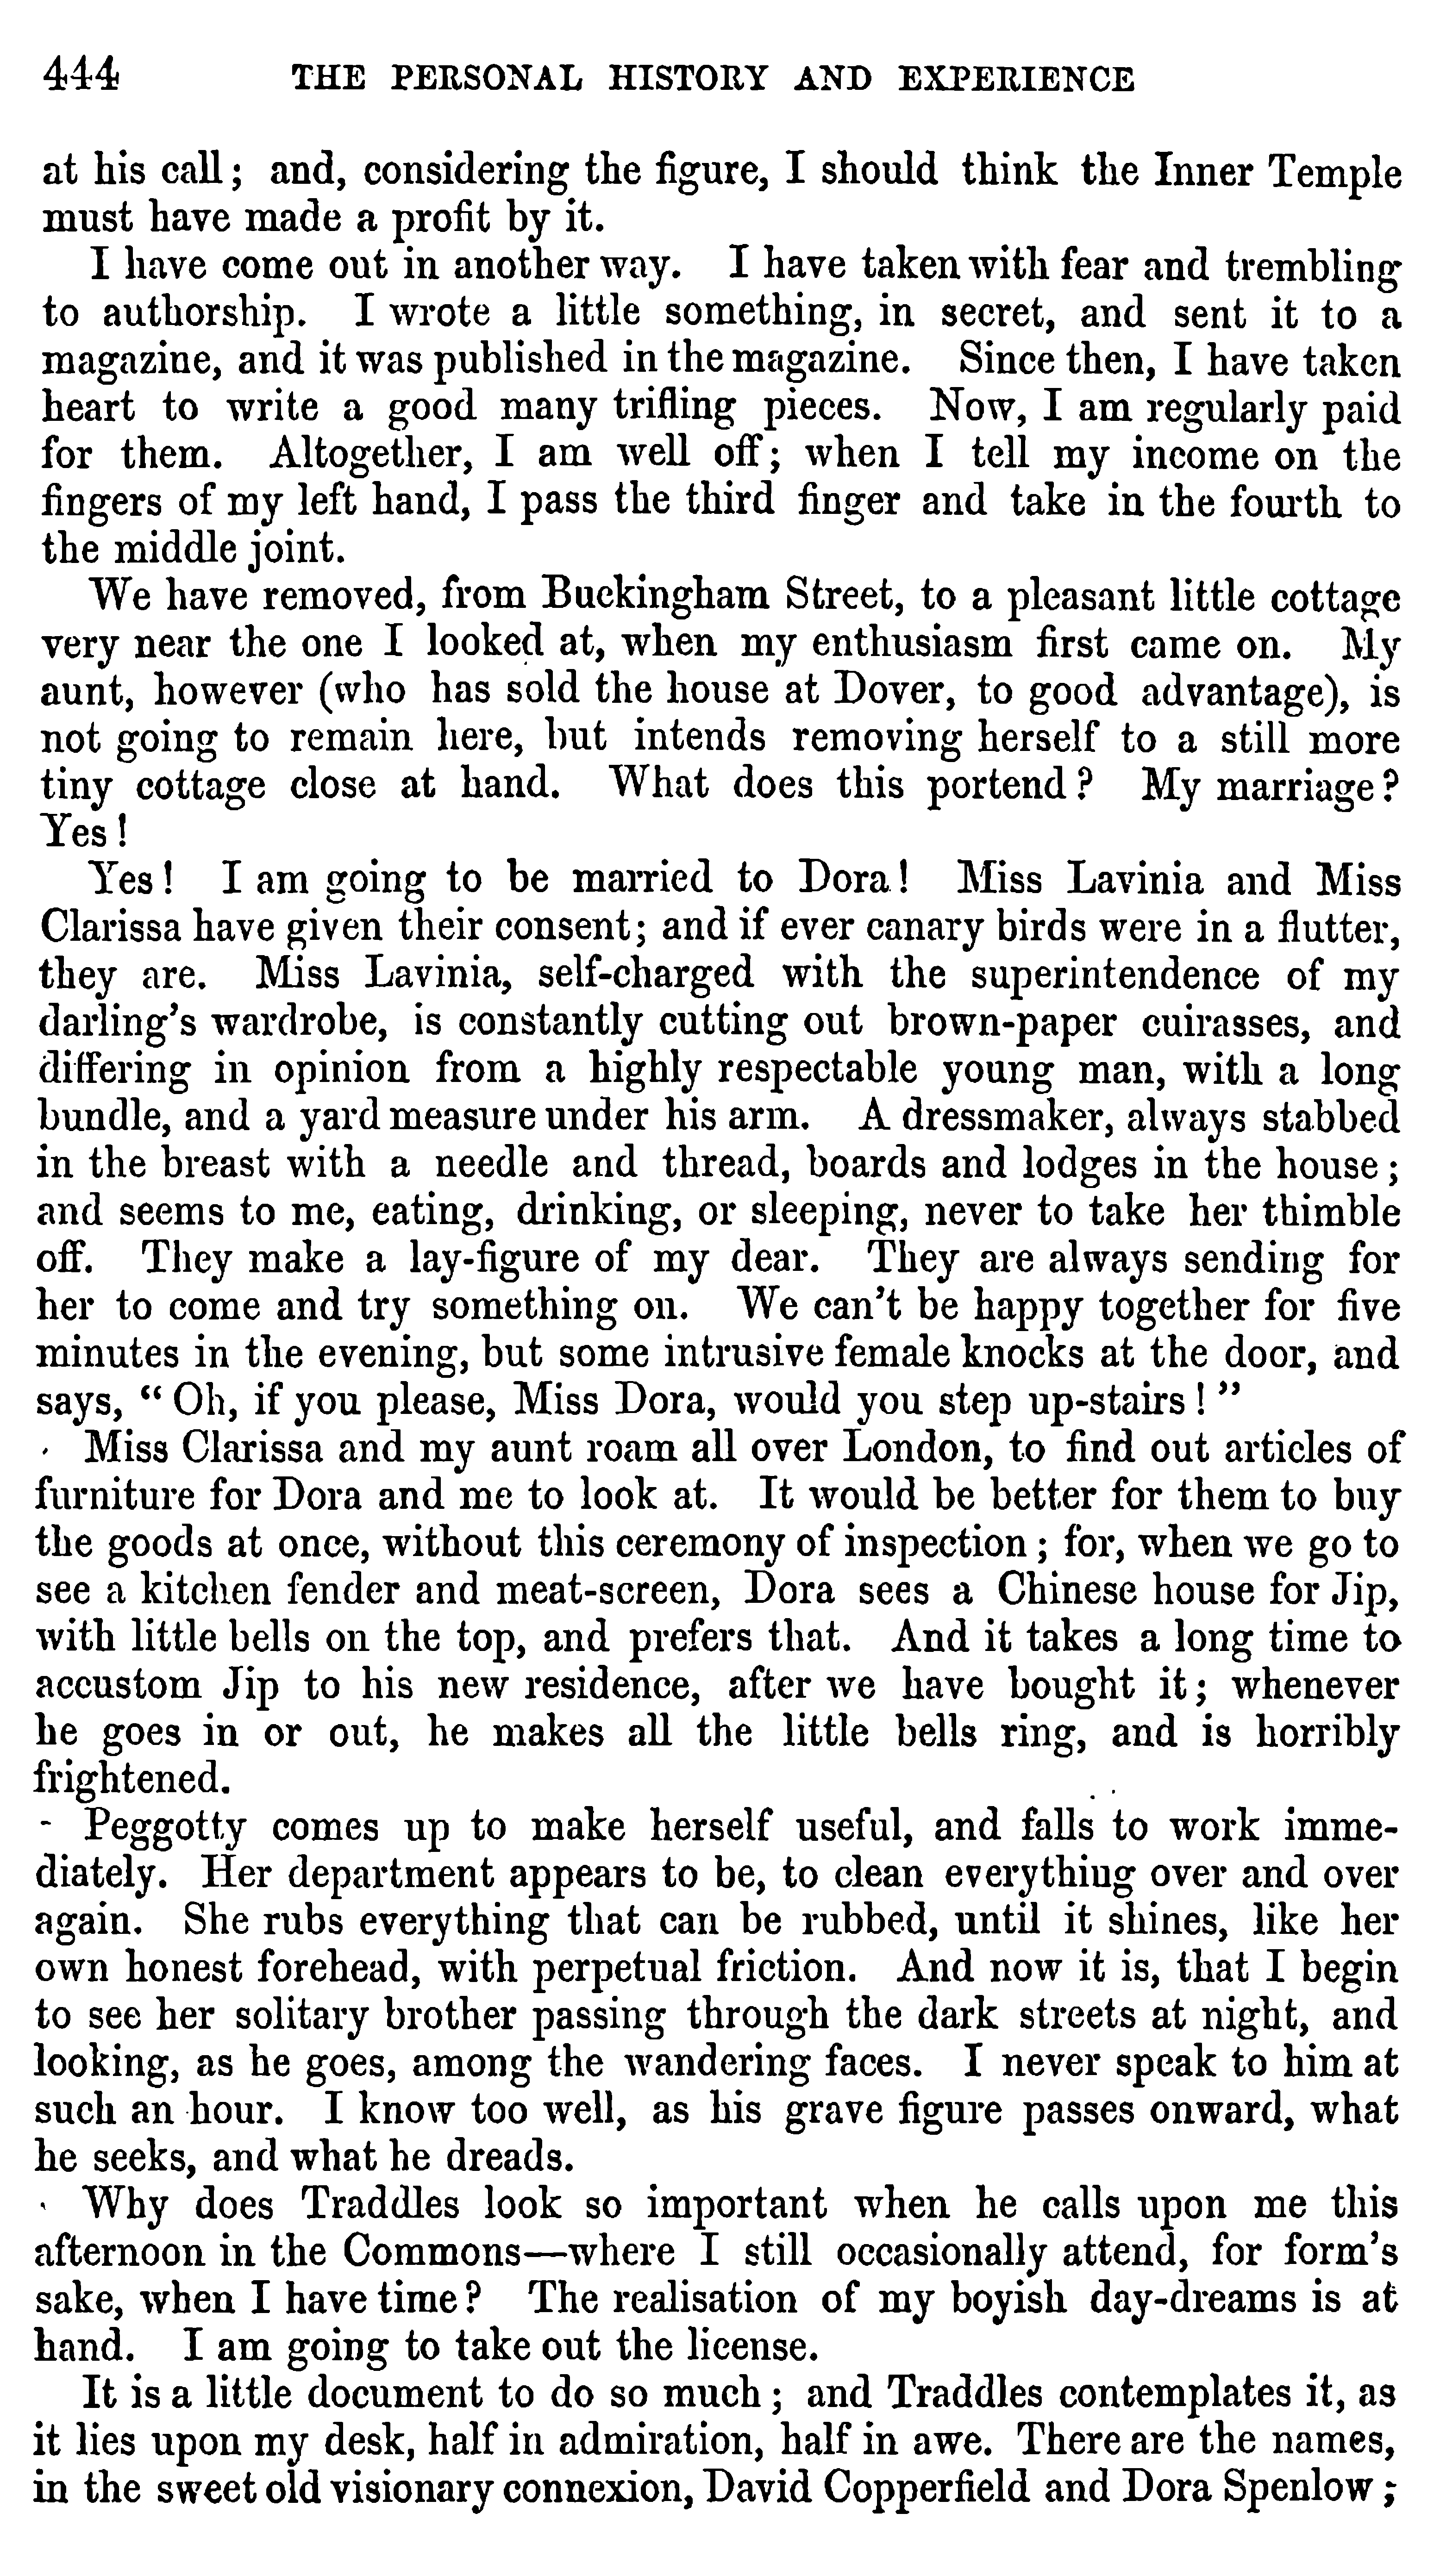 444 THE PERSONAL HISTORY AND EXPERIENCE
at his call; and, considering the figure, I should think the Inner Temple
must have made a profit by it.
I have come out in another way. I have taken with fear and trembling
to authorship. I wrote a little something, in secret, and sent it to a
magazine, and it was published in the magazine. Since then, I have taken
heart to write a good many trifling pieces. Now, I am regularly paid
for them. Altogether, I am well off; when I tell my income on the
fingers of my left hand, I pass the third finger and take in the fourth to
the middle joint.
We have removed, from Buckingham Street, to a pleasant little cottage
very near the one I looked at, when my enthusiasm first came on. My
aunt, however (who has sold the house at Dover, to good advantage), is
not going to remain here, but intends removing herself to a still more
tiny cottage close at hand. What does this portend? My marriage?
Yes!
Yes! I am going to be married to Dora! Miss Lavinia and Miss
Clarissa have given their consent; and if ever canary birds were in a flutter,
they are. Miss Lavinia, self-charged with the superintendence of my
darling's wardrobe, is constantly cutting out brown-paper cuirasses, and
differing in opinion from a highly respectable young man, with a long
bundle, and a yard measure under his arm. A dressmaker, always stabbed
in the breast with a needle and thread, boards and lodges in the house;
and seems to me, eating, drinking, or sleeping, never to take her thimble
off. They make a lay-figure of my dear. They are always sending for
her to come and try something on. We can't be happy together for five
minutes in the evening, but some intrusive female knocks at the door, and
says, "Oh, if you please, Miss Dora, would you step up-stairs!"
Miss Clarissa and my aunt roam all over London, to find out articles of
furniture for Dora and me to look at. It would be better for them to buy
the goods at once, without this ceremony of inspection; for, when we go to
see a kitchen fender and meat-screen, Dora sees a Chinese house for Jip,
with little bells on the top, and prefers that. And it takes a long time to
accustom Jip to his new residence, after we have bought it; whenever
he goes in or out, he makes all the little bells ring, and is horribly
frightened.
Peggotty comes up to make herself useful, and falls to work imme-
diately. Her department appears to be, to clean everything over and over
again. She rubs everything that can be rubbed, until it shines, like her
own honest forehead, with perpetual friction. And now it is, that I begin
to see her solitary brother passing through the dark streets at night, and
looking, as he goes, among the wandering faces. I never speak to him at
such an hour. I know too well, as his grave figure passes onward, what
he seeks, and what he dreads.
Why does Traddles look so important when he calls upon me this
afternoon in the Commons—where I still occasionally attend, for form's
sake, when I have time? The realisation of my boyish day-dreams is at
hand. I am going to take out the license.
It is a little document to do so much; and Traddles contemplates it, as
it lies upon my desk, half in admiration, half in awe. There are the names,
in the sweet old visionary connexion, David Copperfield and Dora Spenlow;